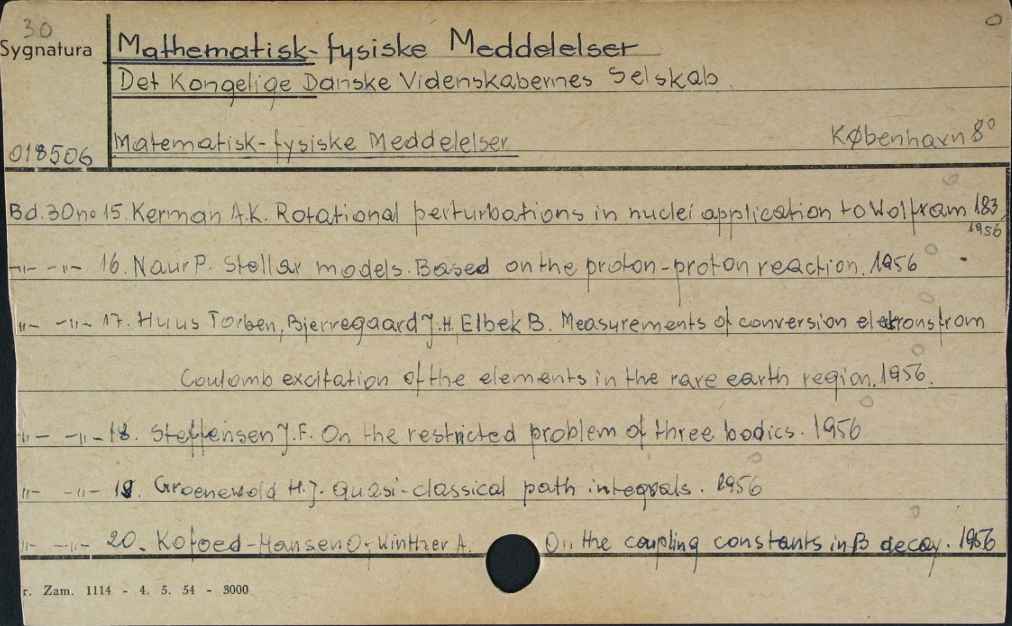 30
Sygnatura
Mathematisk-fysiske Meddelelser
Det Kongelige Danske Videnskabernes Selskab.
Matematisk-fysiske Meddelelser København 8°
018506
Bd.30 no 15. Kerman A.K. Rotational perturbations in nuclei application to Wolfram 183
1956
-"- -"- 16. Naur P. Stellar models. Based on the proton-proton reaction. 1956
"- -"- 17. Huus Torben, Bjerregaard J.H. Elbek B. Measurements of conversion elektrons from
Coulomb excitation of the elements in the rare earth region. 1956.
-"- -"- 18. Steffensen J.F. On the restricted problem of three bodies. 1956
"- -"- 19. Groenewold H.J. Quasi-classical path integrals. 1956
"- -"- 20. Kofoed-Hansen O., Winther A. On the coupling constants in β decay. 1956
r. Zam. 1114 - 4. 5. 54 - 3000